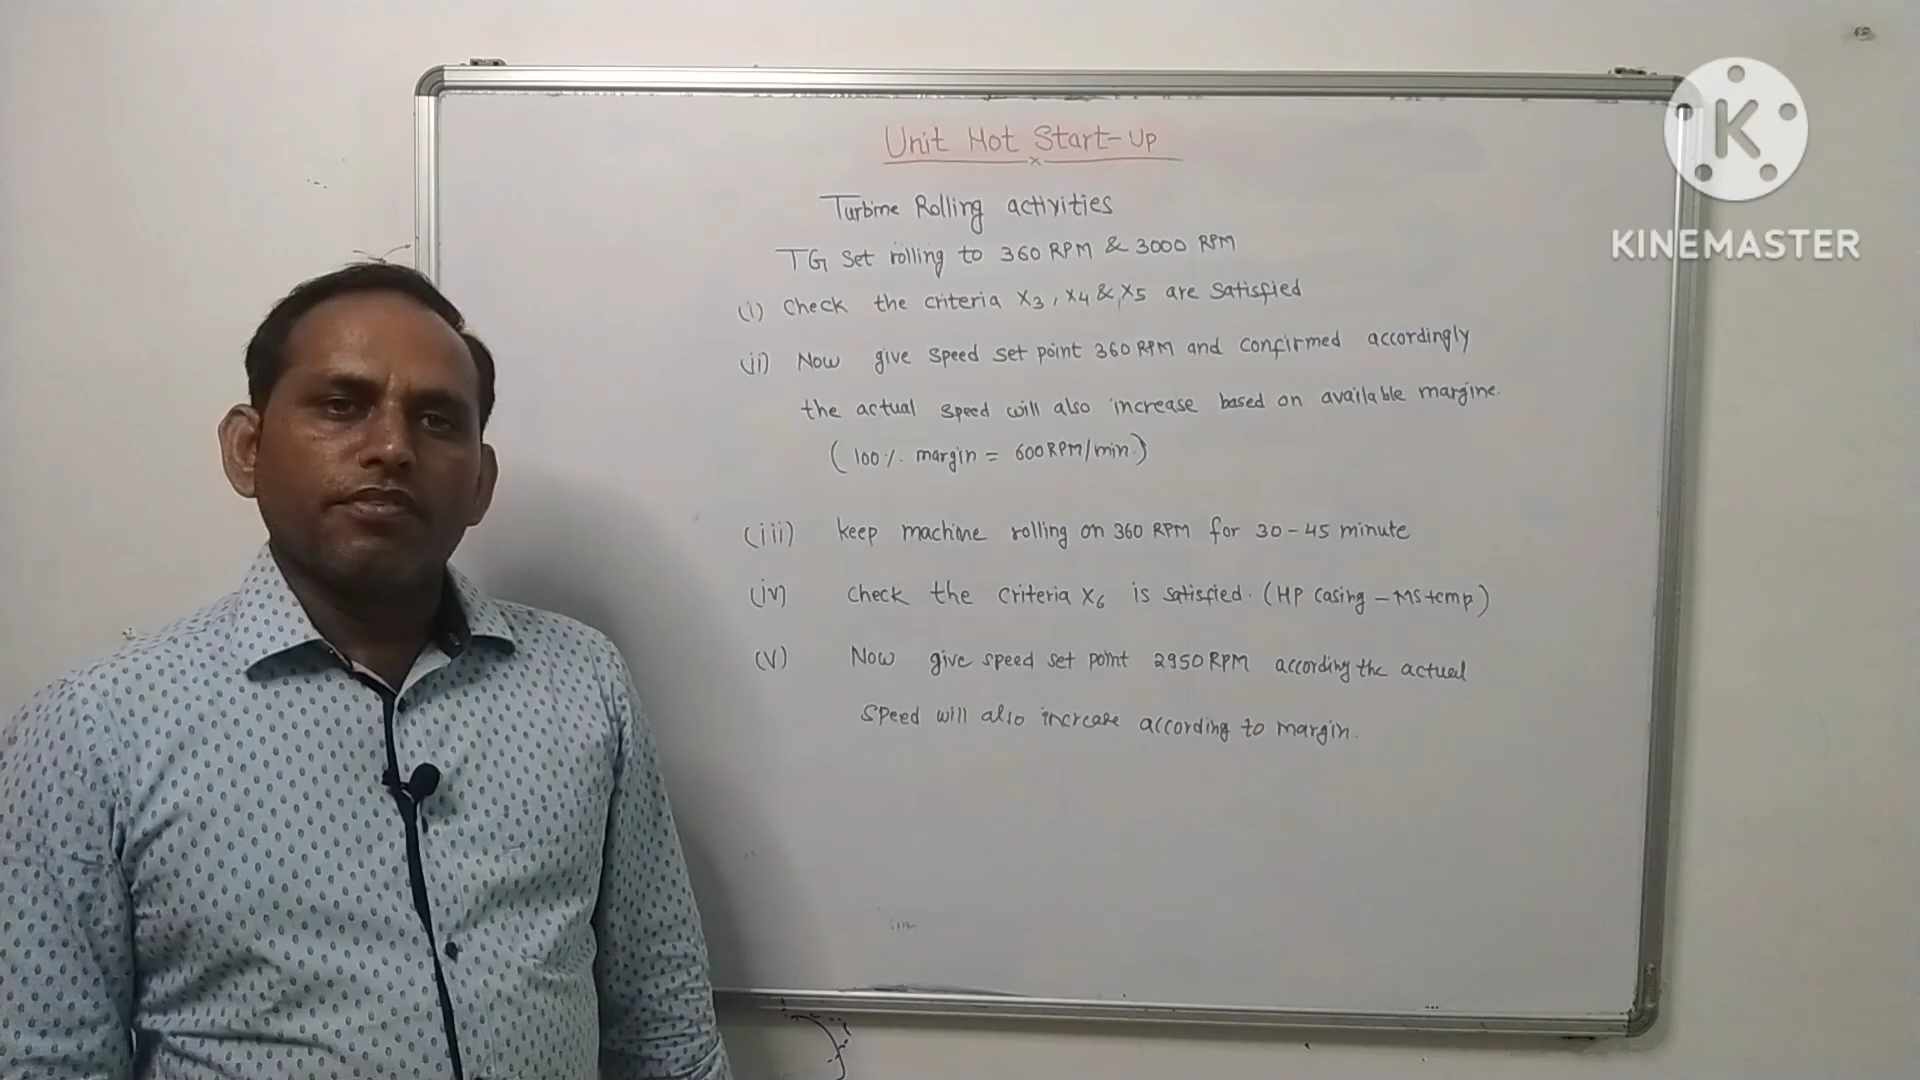 Unit Hot Start-Up
Turbine Rolling activities
TG Set rolling to 360 RPM & 3000 RPM
(i) Check the criteria X3, X4 & X5 are satisfied
(ii) Now give speed set point 360 RPM and confirmed accordingly
the actual speed will also increase based on available margine.
(100% margin = 600 RPM/min.)
(iii) keep machine rolling on 360 RPM for 30-45 minute
(iv) check the criteria X6 is satisfied. (HP casing - MS temp)
(v) Now give speed set point 2950 RPM according the actual
speed will also increase according to margin.
K
KINEMASTER